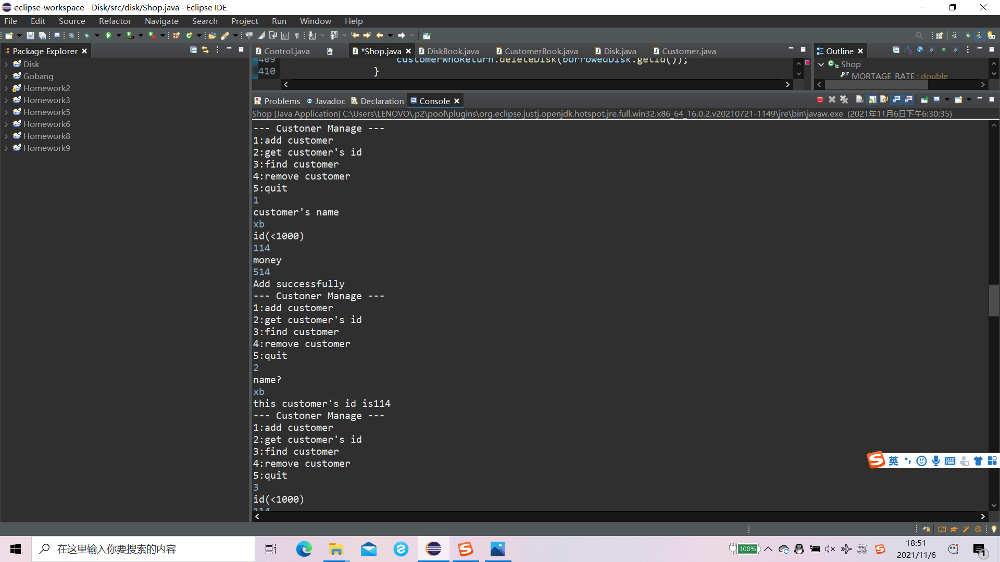 eclipse-workspace - Disk/src/disk/Shop.java - Eclipse IDE
File Edit Source Refactor Navigate Search Project Run Window Help
Package Explorer
Disk
Gobang
Homework2
Homework3
Homework5
Homework6
Homework8
Homework9
Control.java
*Shop.java
DiskBook.java
CustomerBook.java
Disk.java
Customer.java
409 customerWhoReturn.deleteDisk(borrowedDisk.getId());
410 }
Outline
Shop
MORTAGE_RATE : double
Problems Javadoc Declaration Console
Shop [Java Application] C:\Users\LENOVO\.p2\pool\plugins\org.eclipse.justj.openjdk.hotspot.jre.full.win32.x86_64_16.0.2.v20210721-1149\jre\bin\javaw.exe (2021年11月6日下午6:30:35)
--- Custoner Manage ---
1:add customer
2:get customer's id
3:find customer
4:remove customer
5:quit
1
customer's name
xb
id(<1000)
114
money
514
Add successfully
--- Custoner Manage ---
1:add customer
2:get customer's id
3:find customer
4:remove customer
5:quit
2
name?
xb
this customer's id is114
--- Custoner Manage ---
1:add customer
2:get customer's id
3:find customer
4:remove customer
5:quit
3
id(<1000)
114
英
在这里输入你要搜索的内容
100%
英
18:51
2021/11/6
1